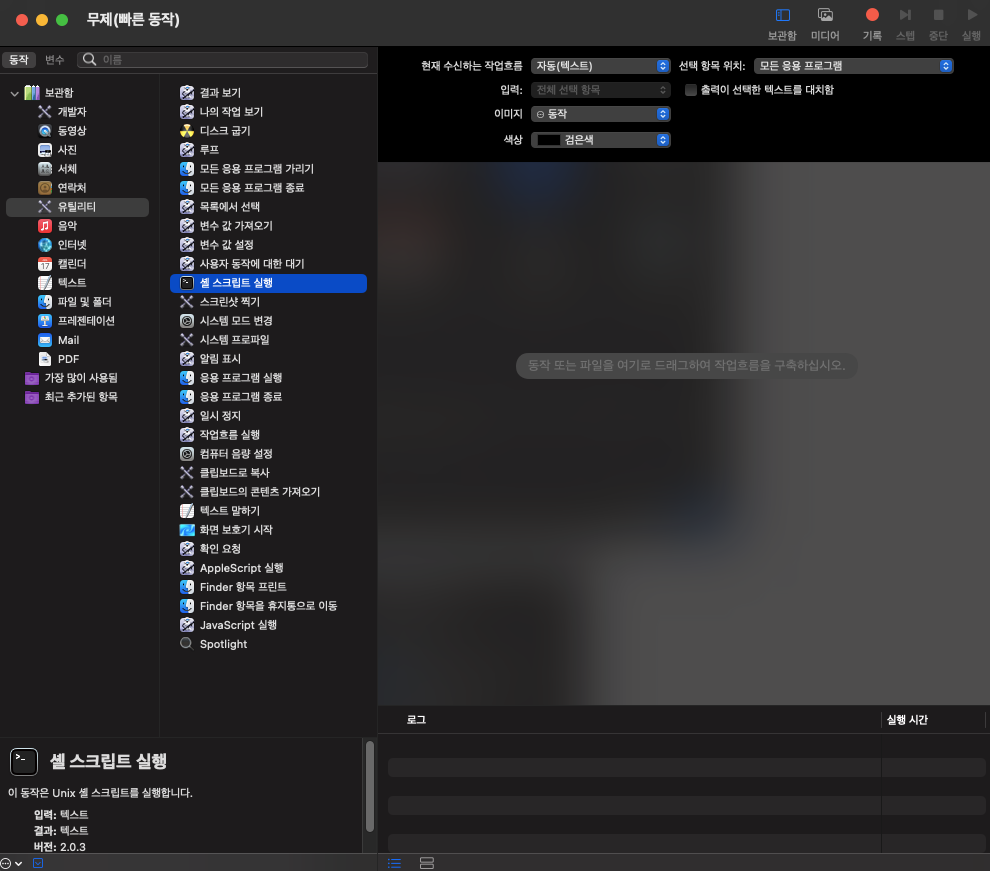 무제(빠른 동작)
보관함
미디어
기록
스텝
중단
실행
동작
변수
이름
보관함
개발자
동영상
사진
서체
연락처
유틸리티
음악
인터넷
17
캘린더
텍스트
파일 및 폴더
프레젠테이션
Mail
PDF
가장 많이 사용됨
최근 추가된 항목
결과 보기
나의 작업 보기
디스크 굽기
루프
모든 응용 프로그램 가리기
모든 응용 프로그램 종료
목록에서 선택
변수 값 가져오기
변수 값 설정
사용자 동작에 대한 대기
셸 스크립트 실행
스크린샷 찍기
시스템 모드 변경
시스템 프로파일
알림 표시
응용 프로그램 실행
응용 프로그램 종료
일시 정지
작업흐름 실행
컴퓨터 음량 설정
클립보드로 복사
클립보드의 콘텐츠 가져오기
텍스트 말하기
화면 보호기 시작
확인 요청
AppleScript 실행
Finder 항목 프린트
Finder 항목을 휴지통으로 이동
JavaScript 실행
Spotlight
현재 수신하는 작업흐름 자동(텍스트) 선택 항목 위치: 모든 응용 프로그램
입력: 전체 선택 항목 출력이 선택한 텍스트를 대치함
이미지 동작
색상 검은색
동작 또는 파일을 여기로 드래그하여 작업흐름을 구축하십시오.
로그 실행 시간
셸 스크립트 실행
이 동작은 Unix 셸 스크립트를 실행합니다.
입력: 텍스트
결과: 텍스트
버전: 2.0.3